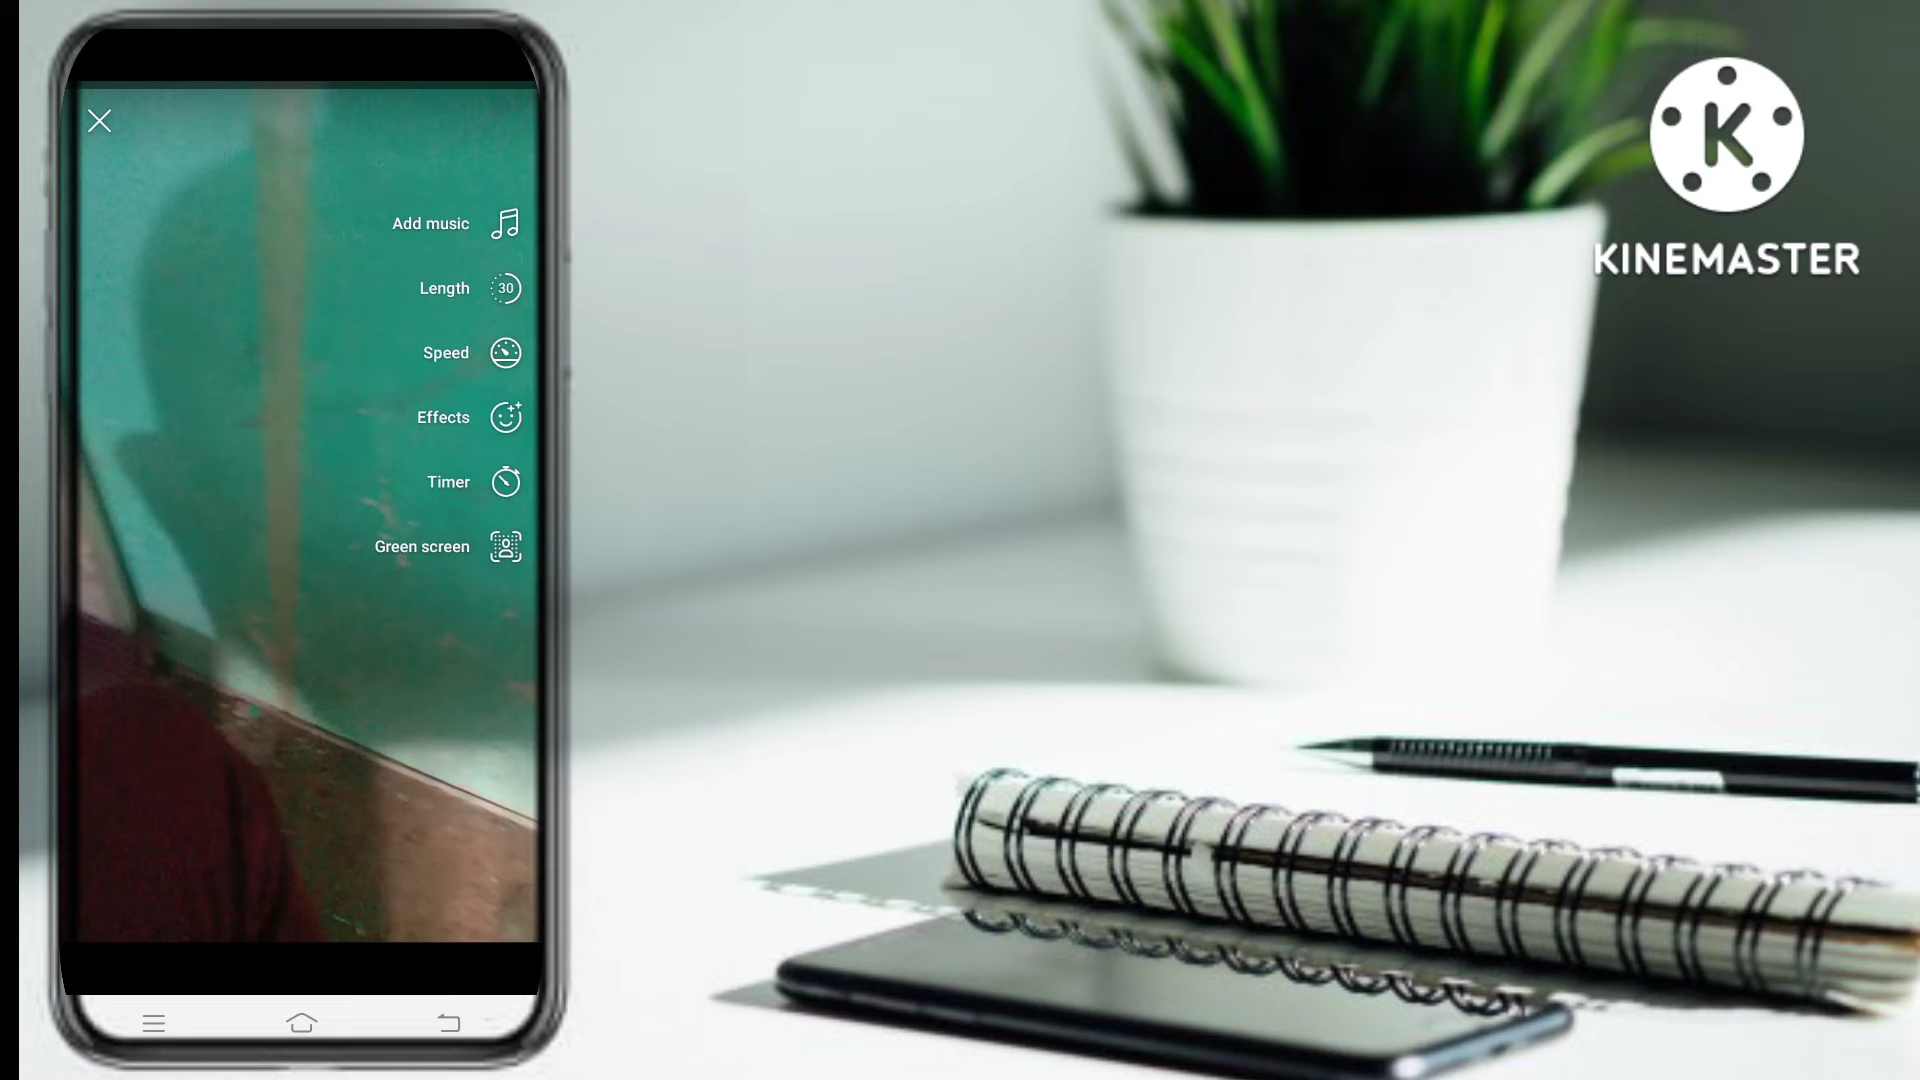 Add music
Length 30
Speed
Effects
Timer
Green screen
K
KINEMASTER